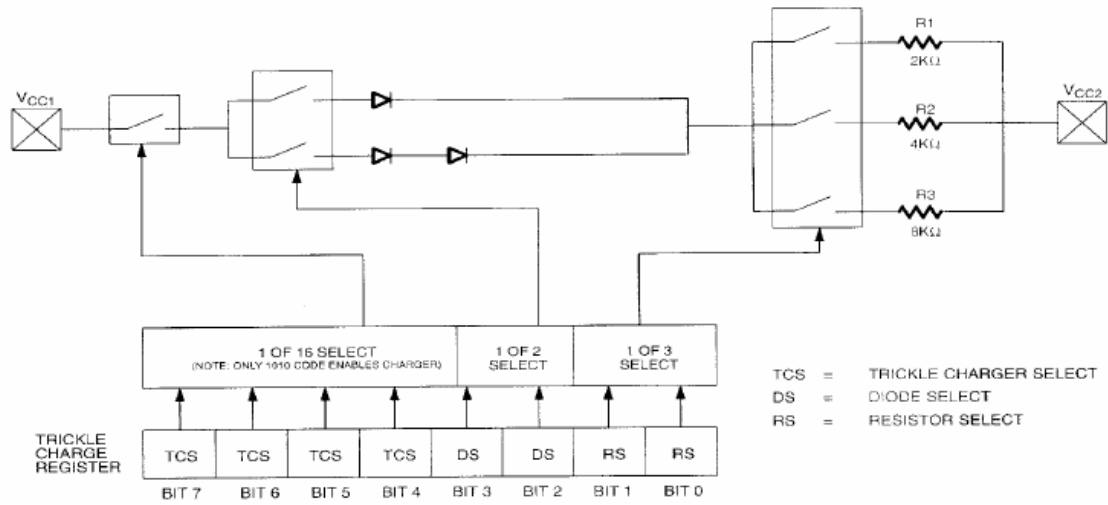 R1
2KΩ
VCC1
VCC2
R2
4KΩ
R3
8KΩ
1 OF 16 SELECT
(NOTE: ONLY 1010 CODE ENABLES CHARGER)
1 OF 2
SELECT
1 OF 3
SELECT
TCS = TRICKLE CHARGER SELECT
DS = DIODE SELECT
RS = RESISTOR SELECT
TRICKLE
CHARGE
REGISTER
TCS TCS TCS TCS DS DS RS RS
BIT 7 BIT 6 BIT 5 BIT 4 BIT 3 BIT 2 BIT 1 BIT 0